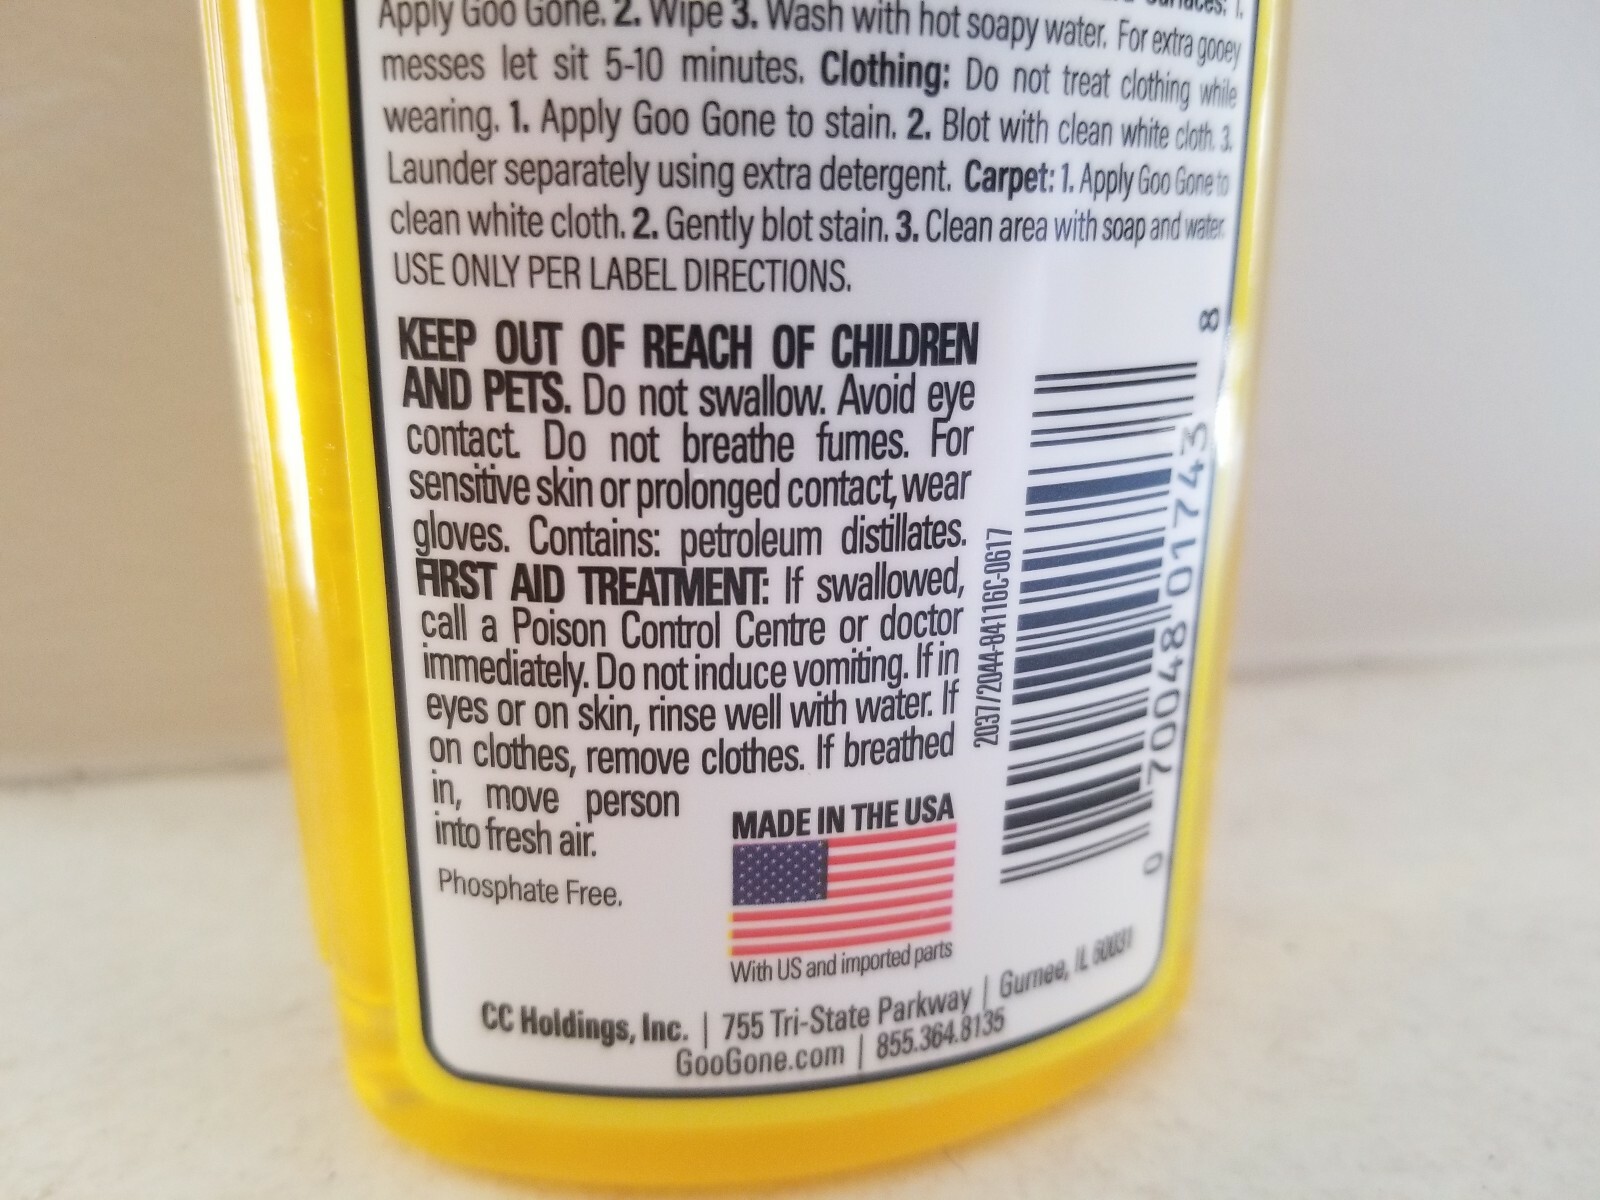 Surfaces: 1.
Apply Goo Gone. 2. Wipe 3. Wash with hot soapy water. For extra gooey
messes let sit 5-10 minutes. Clothing: Do not treat clothing while
wearing. 1. Apply Goo Gone to stain. 2. Blot with clean white cloth. 3.
Launder separately using extra detergent. Carpet: 1. Apply Goo Gone to
clean white cloth. 2. Gently blot stain. 3. Clean area with soap and water.
USE ONLY PER LABEL DIRECTIONS.
KEEP OUT OF REACH OF CHILDREN
AND PETS. Do not swallow. Avoid eye
contact. Do not breathe fumes. For
sensitive skin or prolonged contact, wear
gloves. Contains: petroleum distillates.
FIRST AID TREATMENT: If swallowed,
call a Poison Control Centre or doctor
immediately. Do not induce vomiting. If in
eyes or on skin, rinse well with water. If
on clothes, remove clothes. If breathed
in, move person
into fresh air.
Phosphate Free.
MADE IN THE USA
With US and imported parts
2037/2044-84116C-0617
0 70048 01743 8
CC Holdings, Inc. | 755 Tri-State Parkway | Gurnee, IL 60031
GooGone.com | 855.364.8135